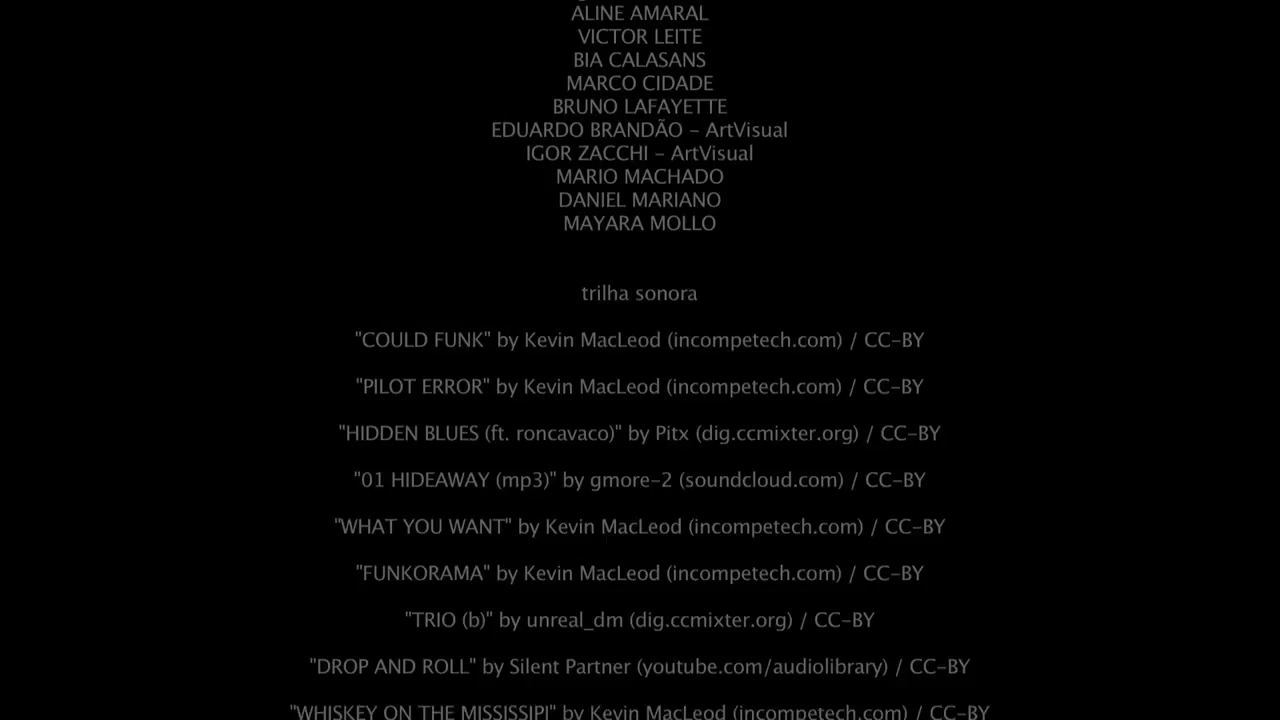 ALINE AMARAL
VICTOR LEITE
BIA CALASANS
MARCO CIDADE
BRUNO LAFAYETTE
EDUARDO BRANDÃO - ArtVisual
IGOR ZACCHI - ArtVisual
MARIO MACHADO
DANIEL MARIANO
MAYARA MOLLO
trilha sonora
"COULD FUNK" by Kevin MacLeod (incompetech.com) / CC-BY
"PILOT ERROR" by Kevin MacLeod (incompetech.com) / CC-BY
"HIDDEN BLUES (ft. roncavaco)" by Pitx (dig.ccmixter.org) / CC-BY
"01 HIDEAWAY (mp3)" by gmore-2 (soundcloud.com) / CC-BY
"WHAT YOU WANT" by Kevin MacLeod (incompetech.com) / CC-BY
"FUNKORAMA" by Kevin MacLeod (incompetech.com) / CC-BY
"TRIO (b)" by unreal_dm (dig.ccmixter.org) / CC-BY
"DROP AND ROLL" by Silent Partner (youtube.com/audiolibrary) / CC-BY
"WHISKEY ON THE MISSISSIPI" by Kevin MacLeod (incompetech.com) / CC-BY